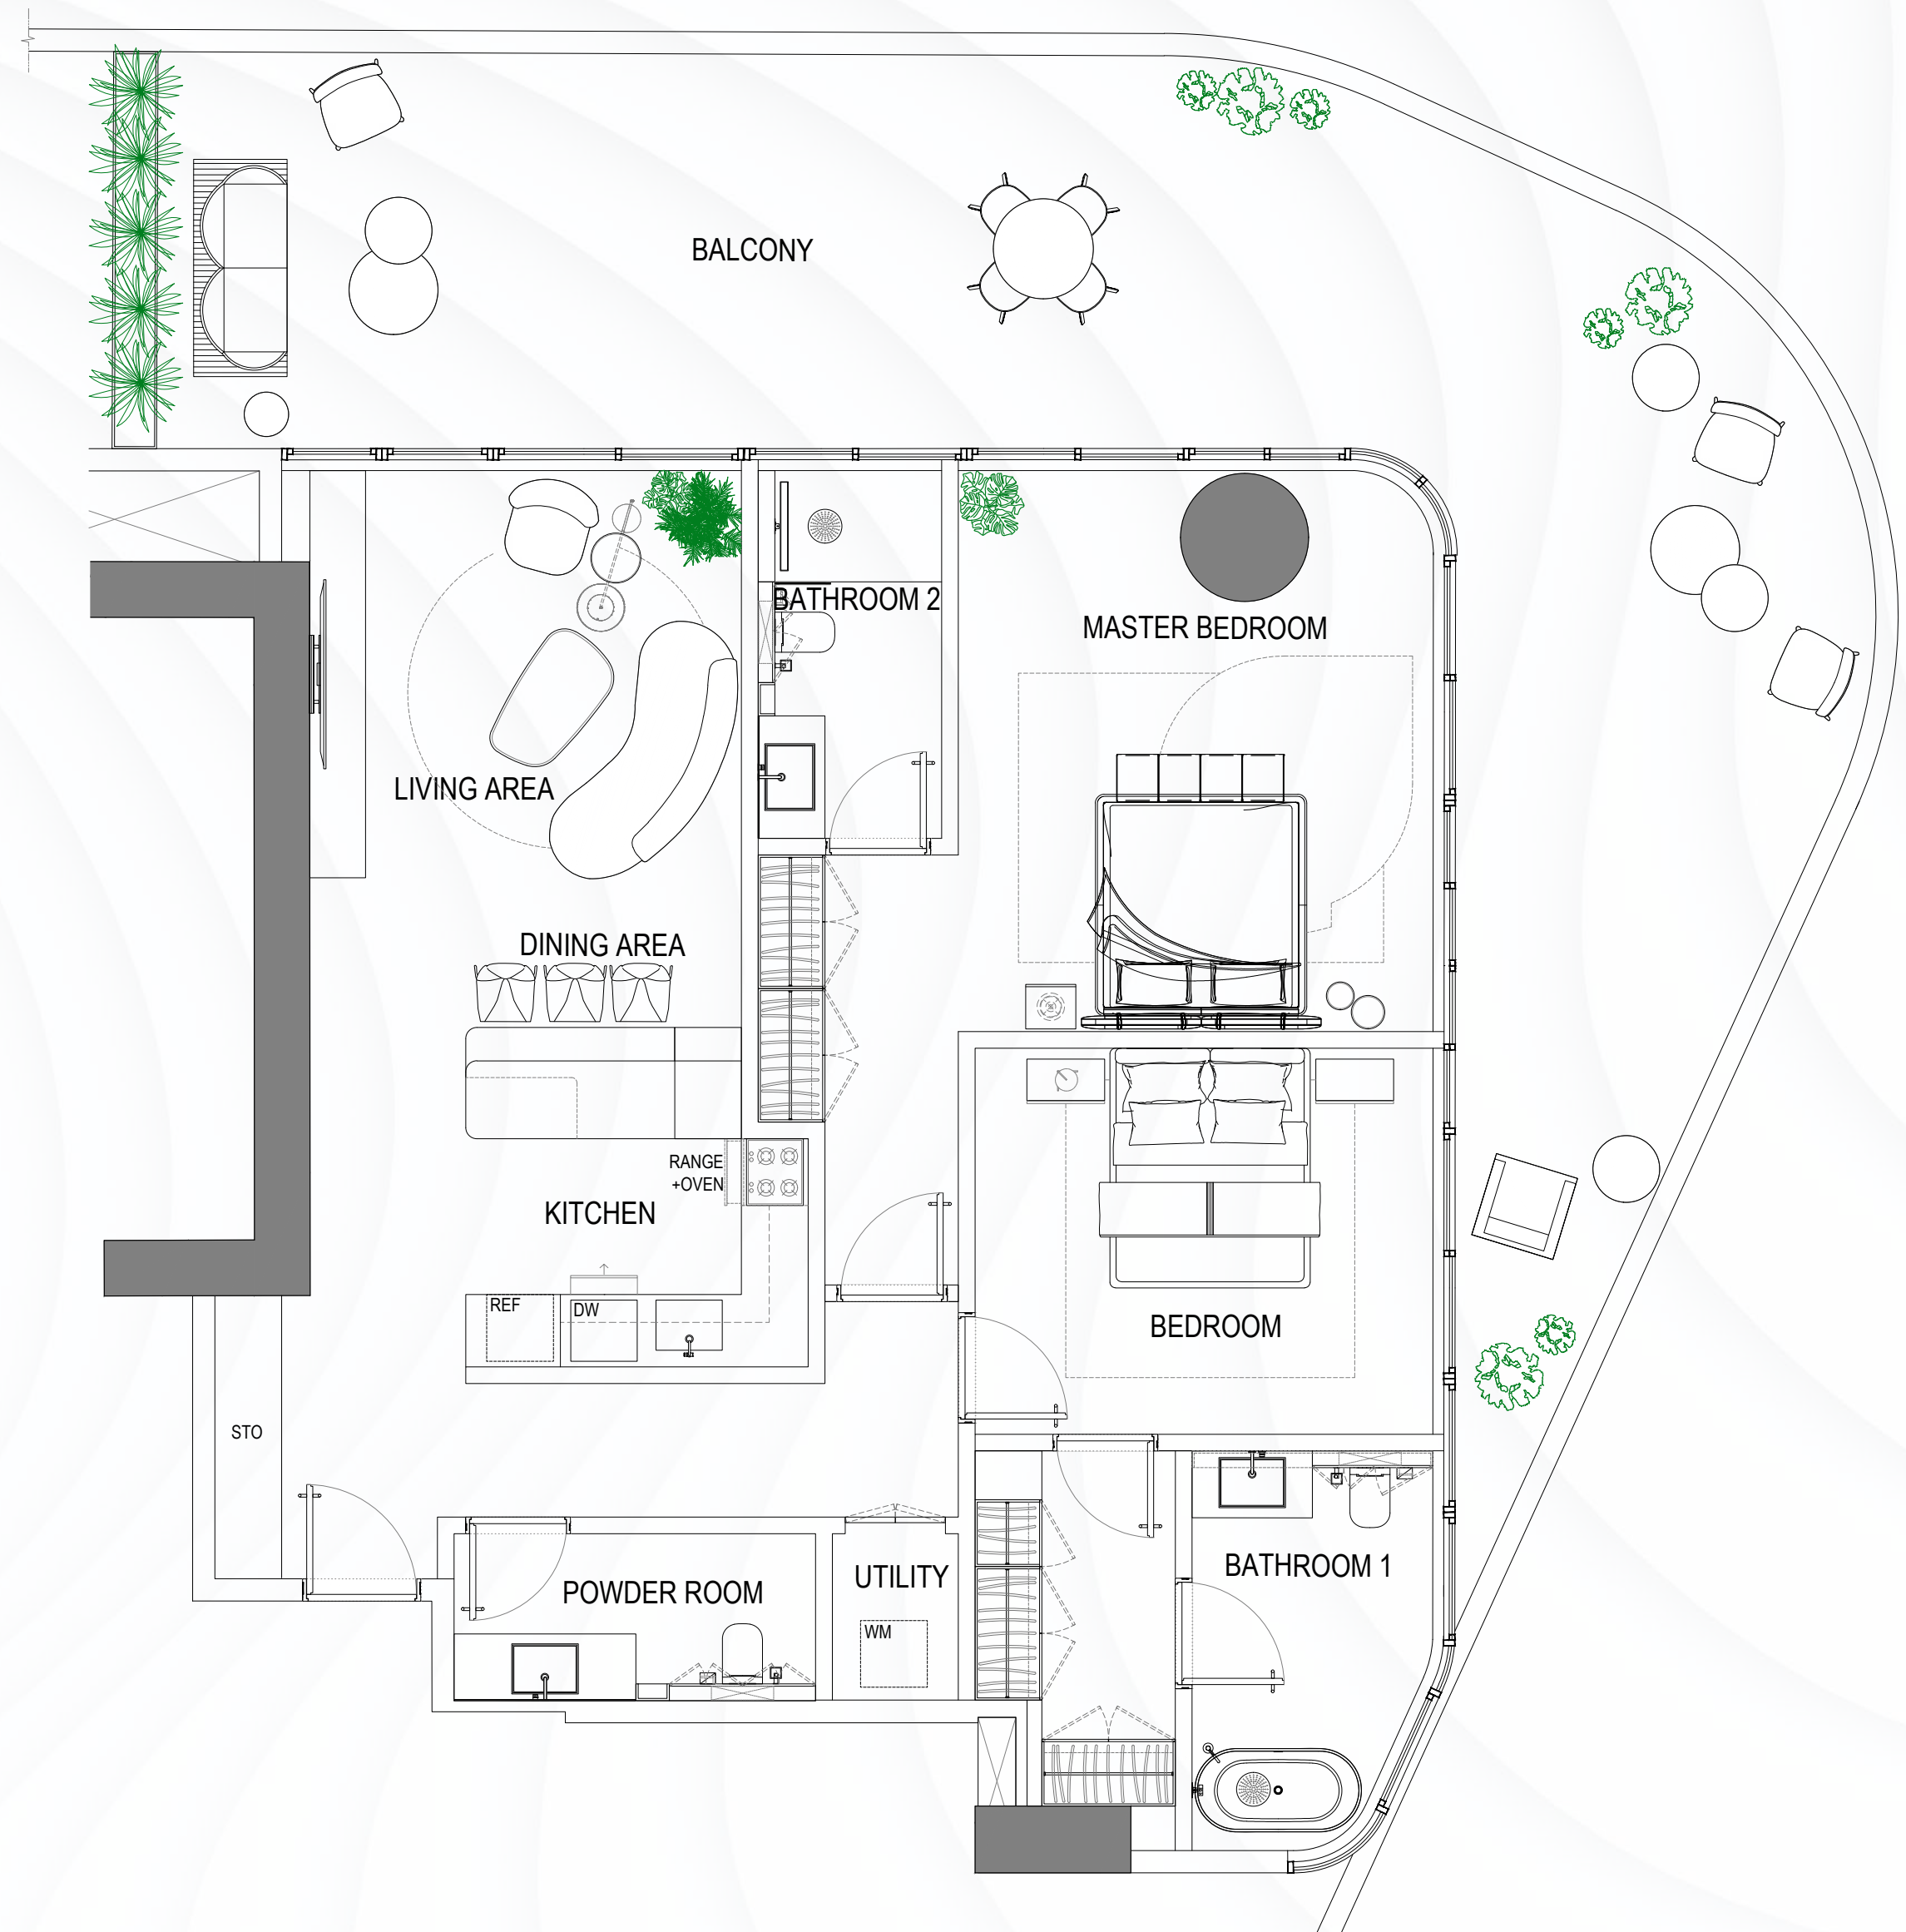 BALCONY
BATHROOM 2
MASTER BEDROOM
LIVING AREA
DINING AREA
RANGE
+OVEN
KITCHEN
REF
DW
BEDROOM
STO
POWDER ROOM
UTILITY
WM
BATHROOM 1